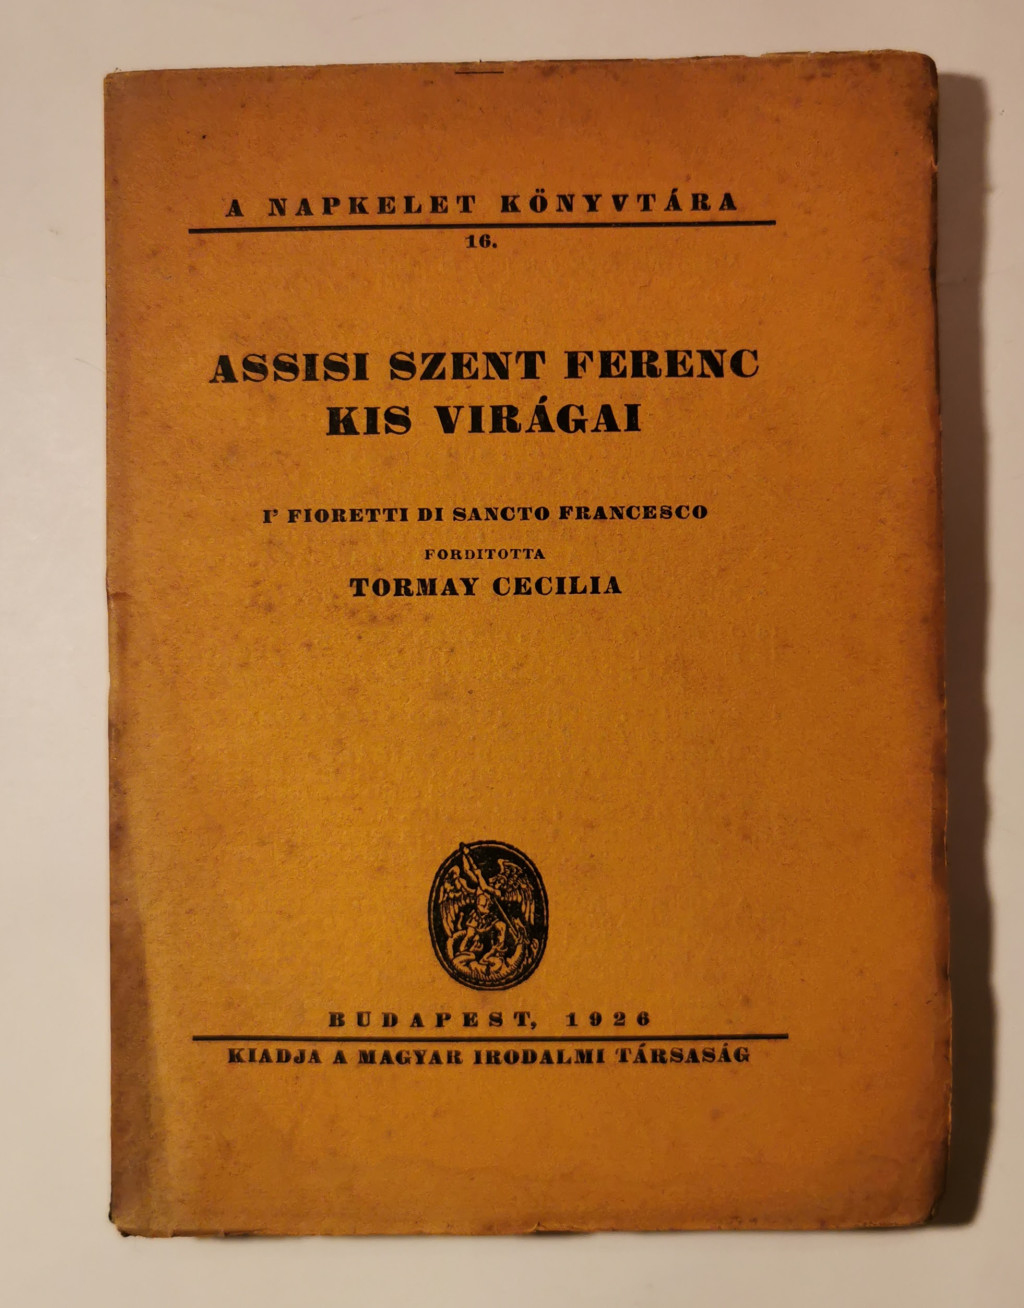 A NAPKELET KÖNYVTÁRA
16.
ASSISI SZENT FERENC
KIS VIRÁGAI
I' FIORETTI DI SANCTO FRANCESCO
FORDITOTTA
TORMAY CECILIA
BUDAPEST, 1926
KIADJA A MAGYAR IRODALMI TÁRSASÁG